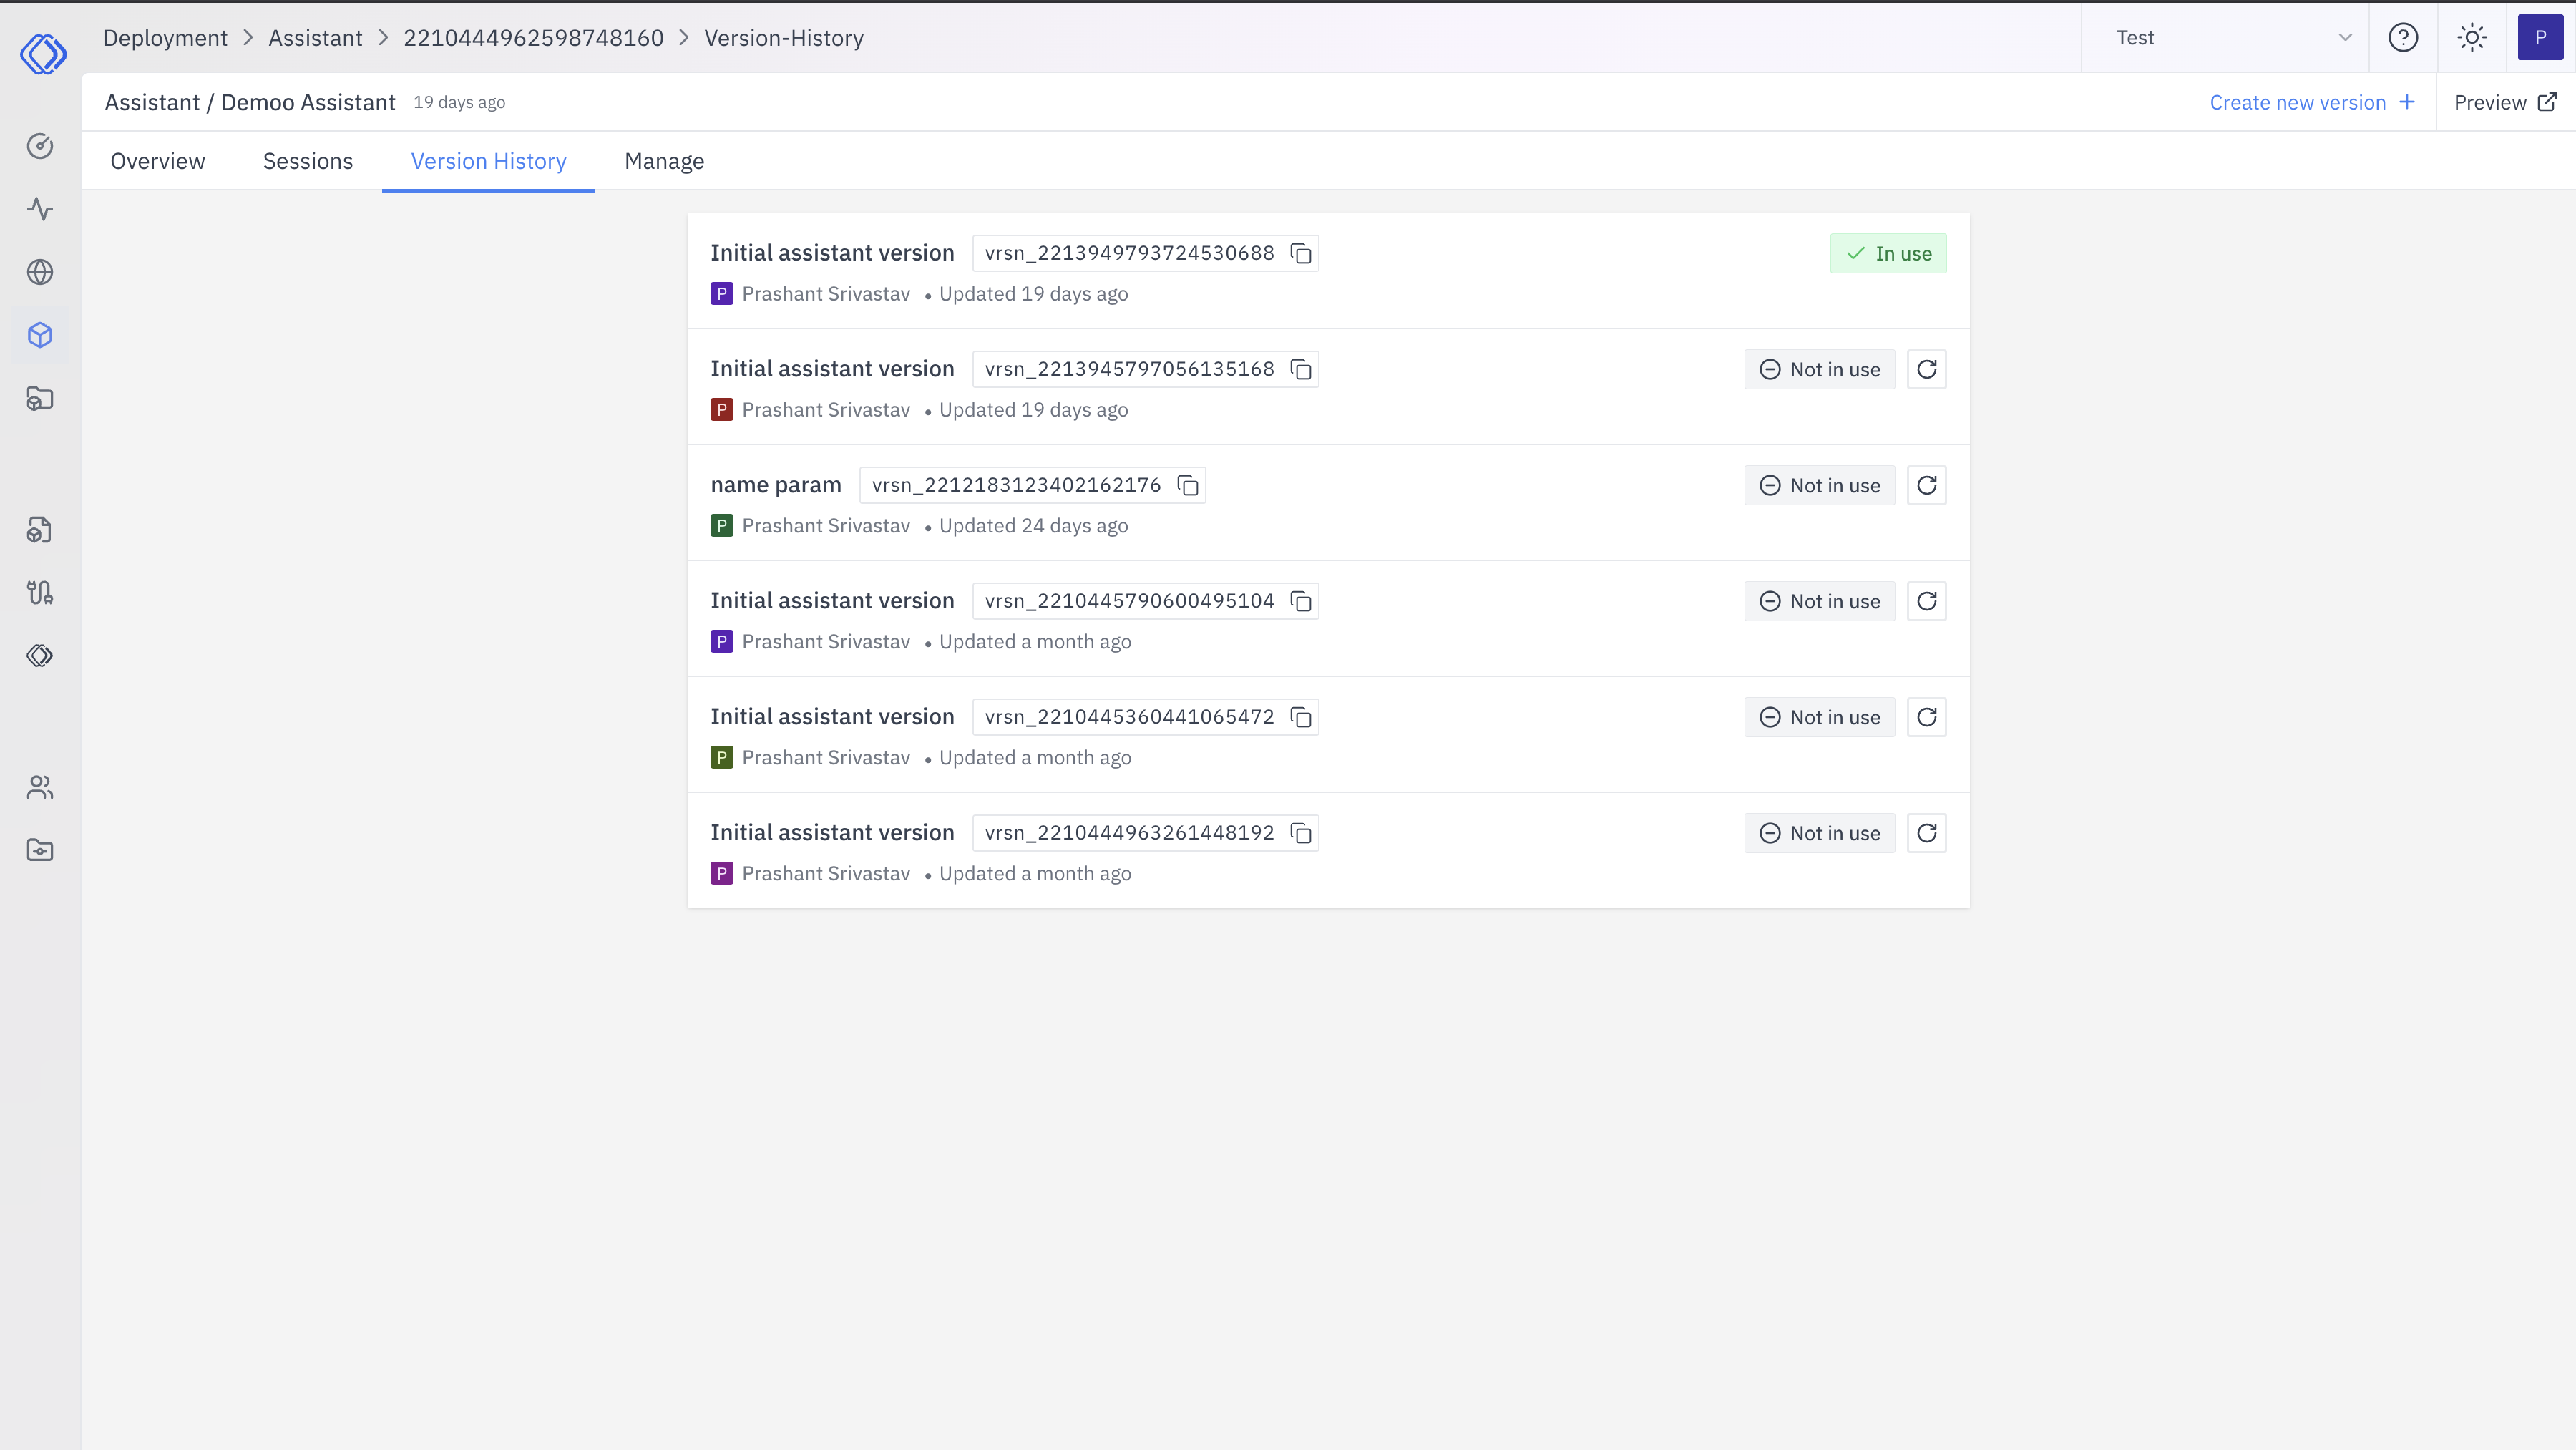 Deployment > Assistant > 2210444962598748160 > Version-History
Test
P
Assistant / Demoo Assistant 19 days ago
Create new version +
Preview
Overview Sessions Version History Manage
Initial assistant version vrsn_2213949793724530688 In use
P Prashant Srivastav • Updated 19 days ago
Initial assistant version vrsn_2213945797056135168 Not in use
P Prashant Srivastav • Updated 19 days ago
name param vrsn_2212183123402162176 Not in use
P Prashant Srivastav • Updated 24 days ago
Initial assistant version vrsn_2210445790600495104 Not in use
P Prashant Srivastav • Updated a month ago
Initial assistant version vrsn_2210445360441065472 Not in use
P Prashant Srivastav • Updated a month ago
Initial assistant version vrsn_2210444963261448192 Not in use
P Prashant Srivastav • Updated a month ago